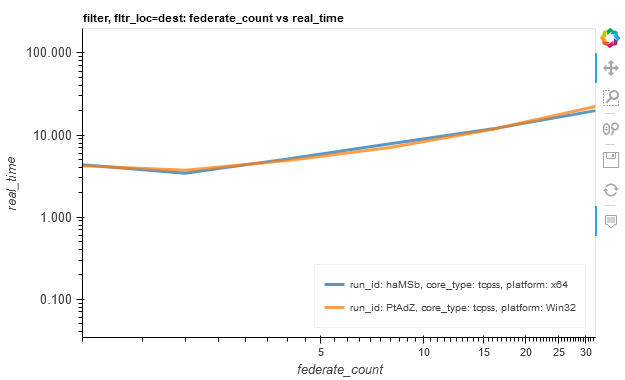 filter, fltr_loc=dest: federate_count vs real_time
100.000
10.000
1.000
0.100
real_time
run_id: haMSb, core_type: tcpss, platform: x64
run_id: PtAdZ, core_type: tcpss, platform: Win32
5 10 15 20 25 30
federate_count